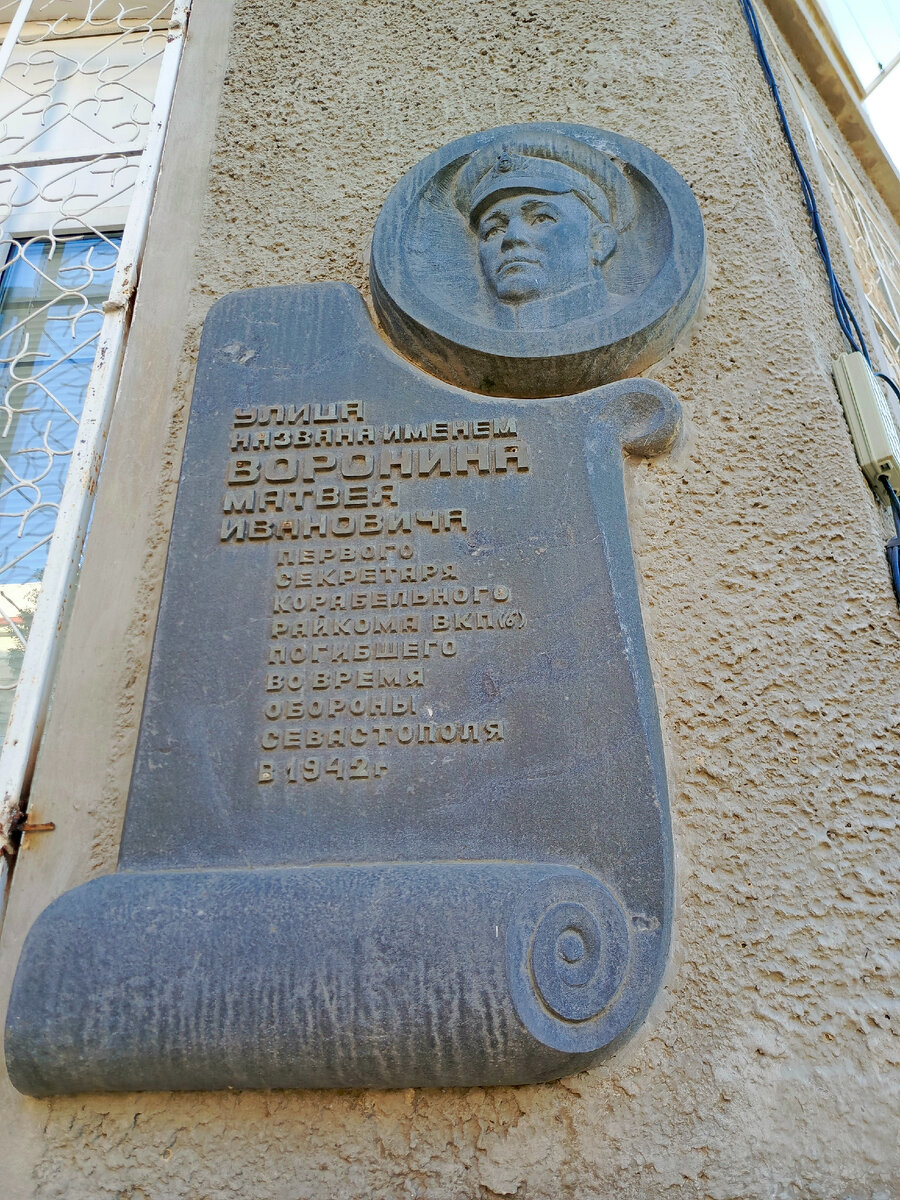 УЛИЦА
НАЗВАНА ИМЕНЕМ
ВОРОНИНА
МАТВЕЯ
ИВАНОВИЧА
ПЕРВОГО
СЕКРЕТАРЯ
КОРАБЕЛЬНОГО
РАЙКОМА ВКП(б)
ПОГИБШЕГО
ВО ВРЕМЯ
ОБОРОНЫ
СЕВАСТОПОЛЯ
В 1942г